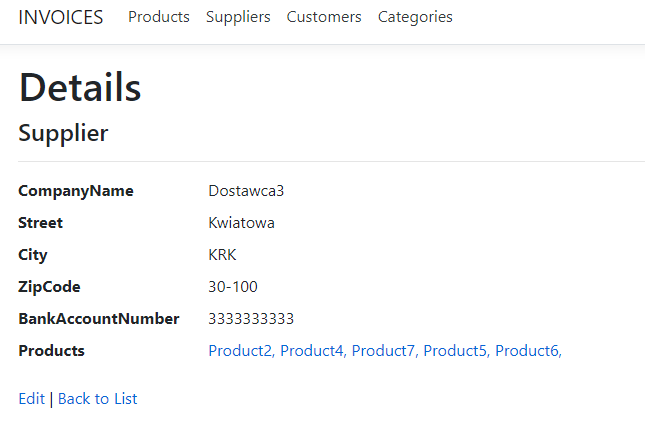 INVOICES Products Suppliers Customers Categories
Details
Supplier
CompanyName Dostawca3
Street Kwiatowa
City KRK
ZipCode 30-100
BankAccountNumber 3333333333
Products Product2, Product4, Product7, Product5, Product6,
Edit | Back to List